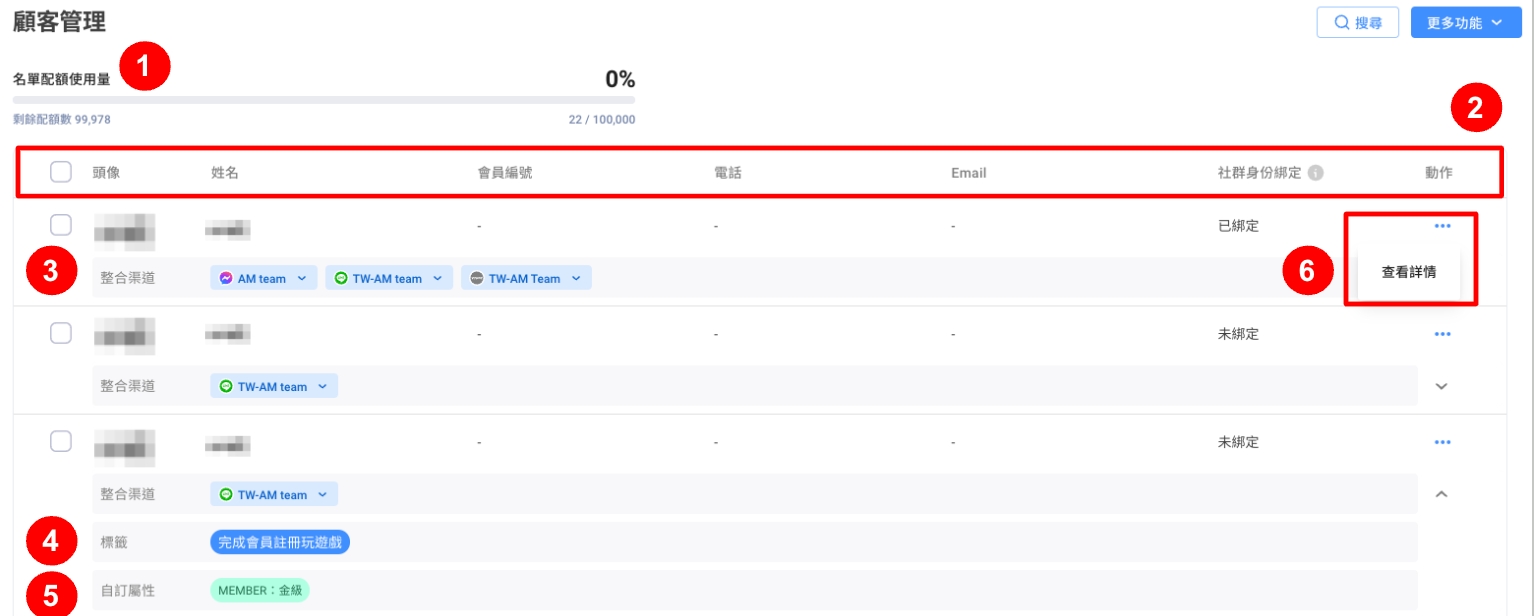 顧客管理
搜尋
更多功能
名單配額使用量
1
0%
剩餘配額數 99,978
22 / 100,000
2
頭像 姓名 會員編號 電話 Email 社群身份綁定 動作
- - - 已綁定
3
整合渠道 AM team TW-AM team TW-AM Team
6
查看詳情
- - - 未綁定
整合渠道 TW-AM team
- - - 未綁定
整合渠道 TW-AM team
4
標籤 完成會員註冊玩遊戲
5
自訂屬性 MEMBER：金級